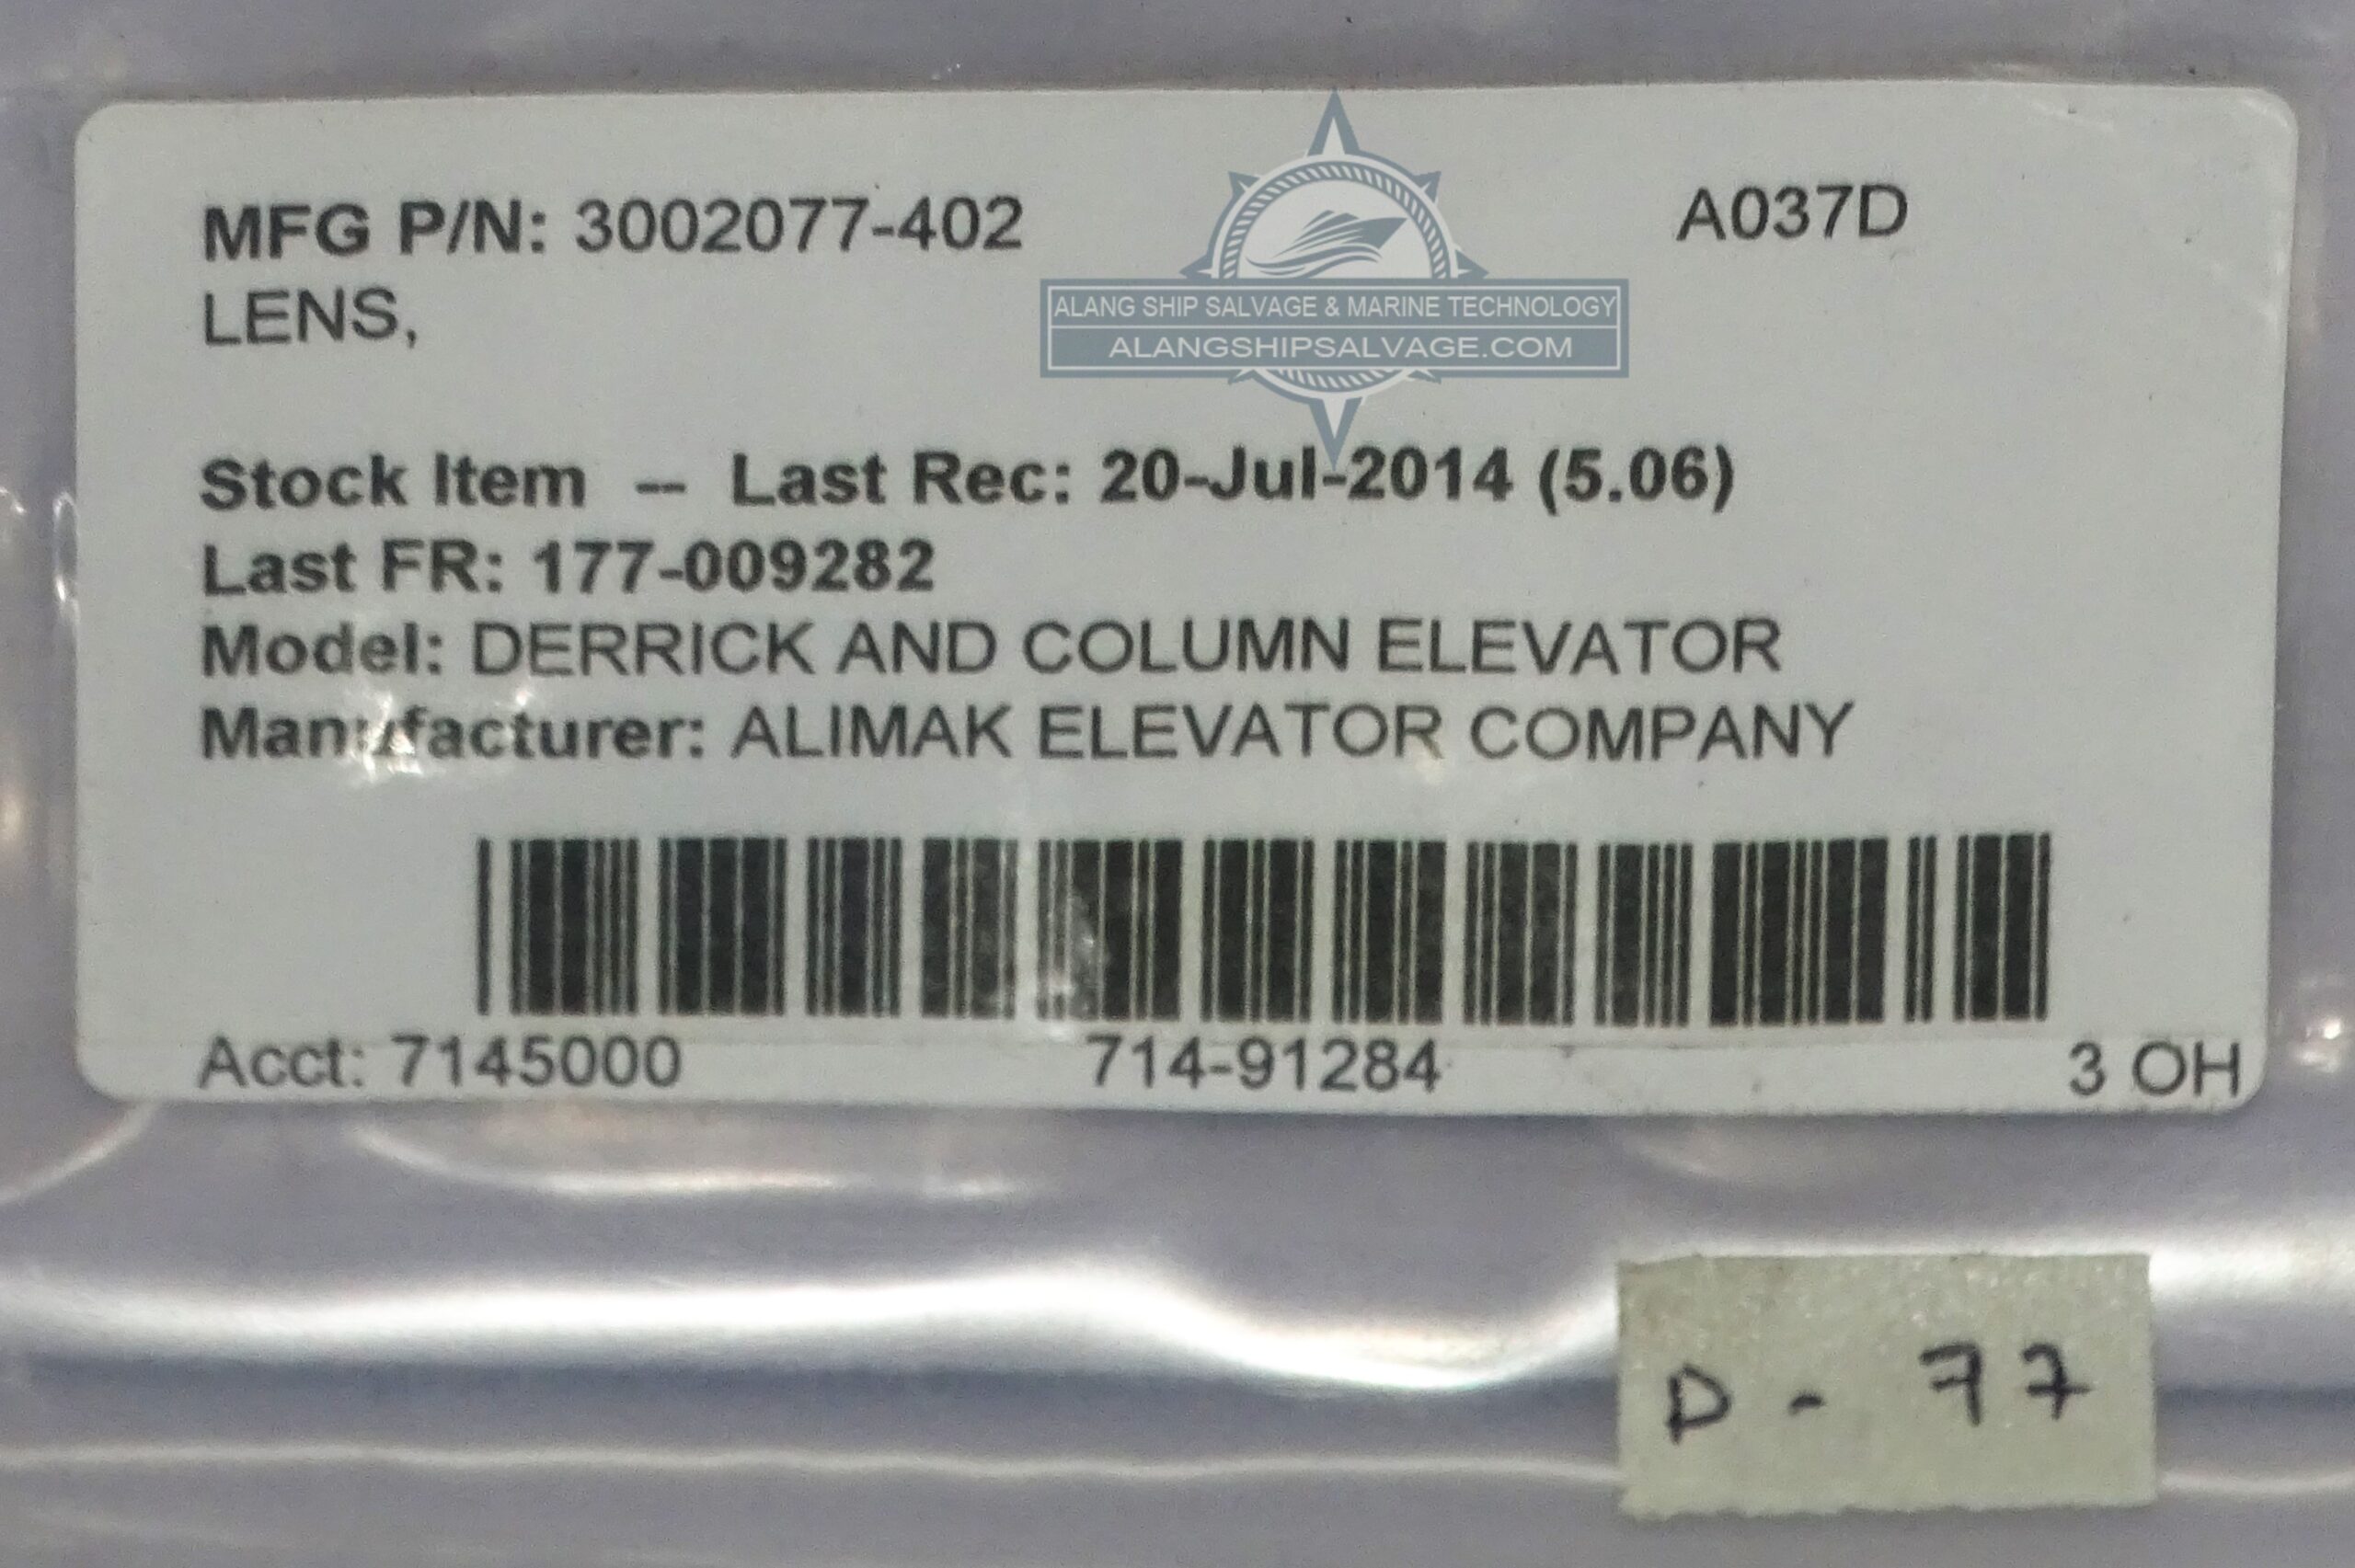 MFG P/N: 3002077-402 A037D
LENS,
ALANG SHIP SALVAGE & MARINE TECHNOLOGY
ALANGSHIPSALVAGE.COM
Stock Item -- Last Rec: 20-Jul-2014 (5.06)
Last FR: 177-009282
Model: DERRICK AND COLUMN ELEVATOR
Manufacturer: ALIMAK ELEVATOR COMPANY
Acct: 7145000 714-91284 3 OH
D - 77